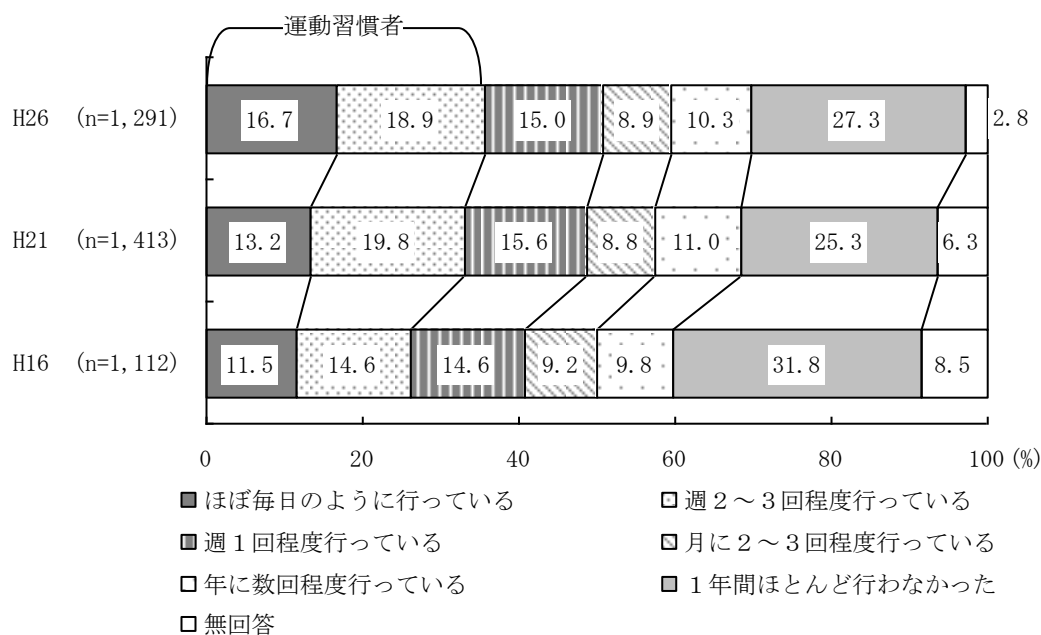 運動習慣者
H26 (n=1,291) 16.7 18.9 15.0 8.9 10.3 27.3 2.8
H21 (n=1,413) 13.2 19.8 15.6 8.8 11.0 25.3 6.3
H16 (n=1,112) 11.5 14.6 14.6 9.2 9.8 31.8 8.5
0 20 40 60 80 100 (%)
ほぼ毎日のように行っている 週2～3回程度行っている
週1回程度行っている 月に2～3回程度行っている
年に数回程度行っている 1年間ほとんど行わなかった
無回答